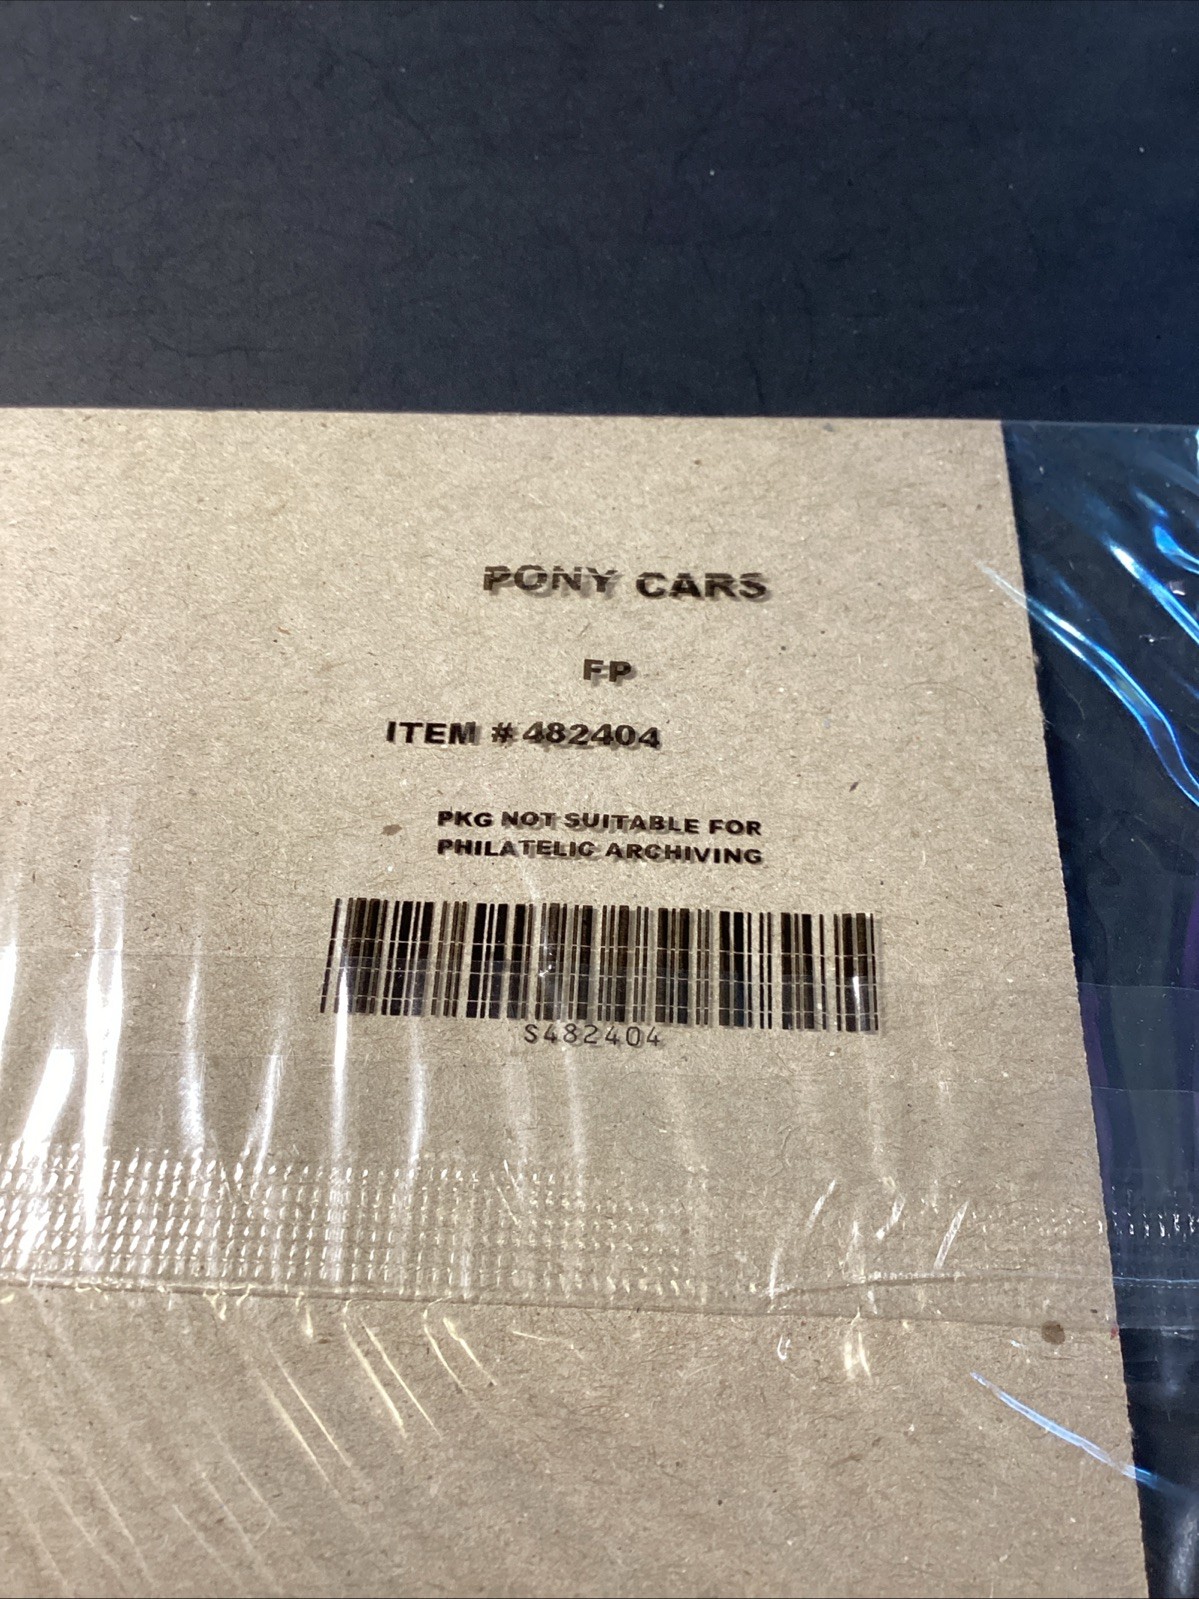 PONY CARS
FP
ITEM # 482404
PKG NOT SUITABLE FOR
PHILATELIC ARCHIVING
S482404